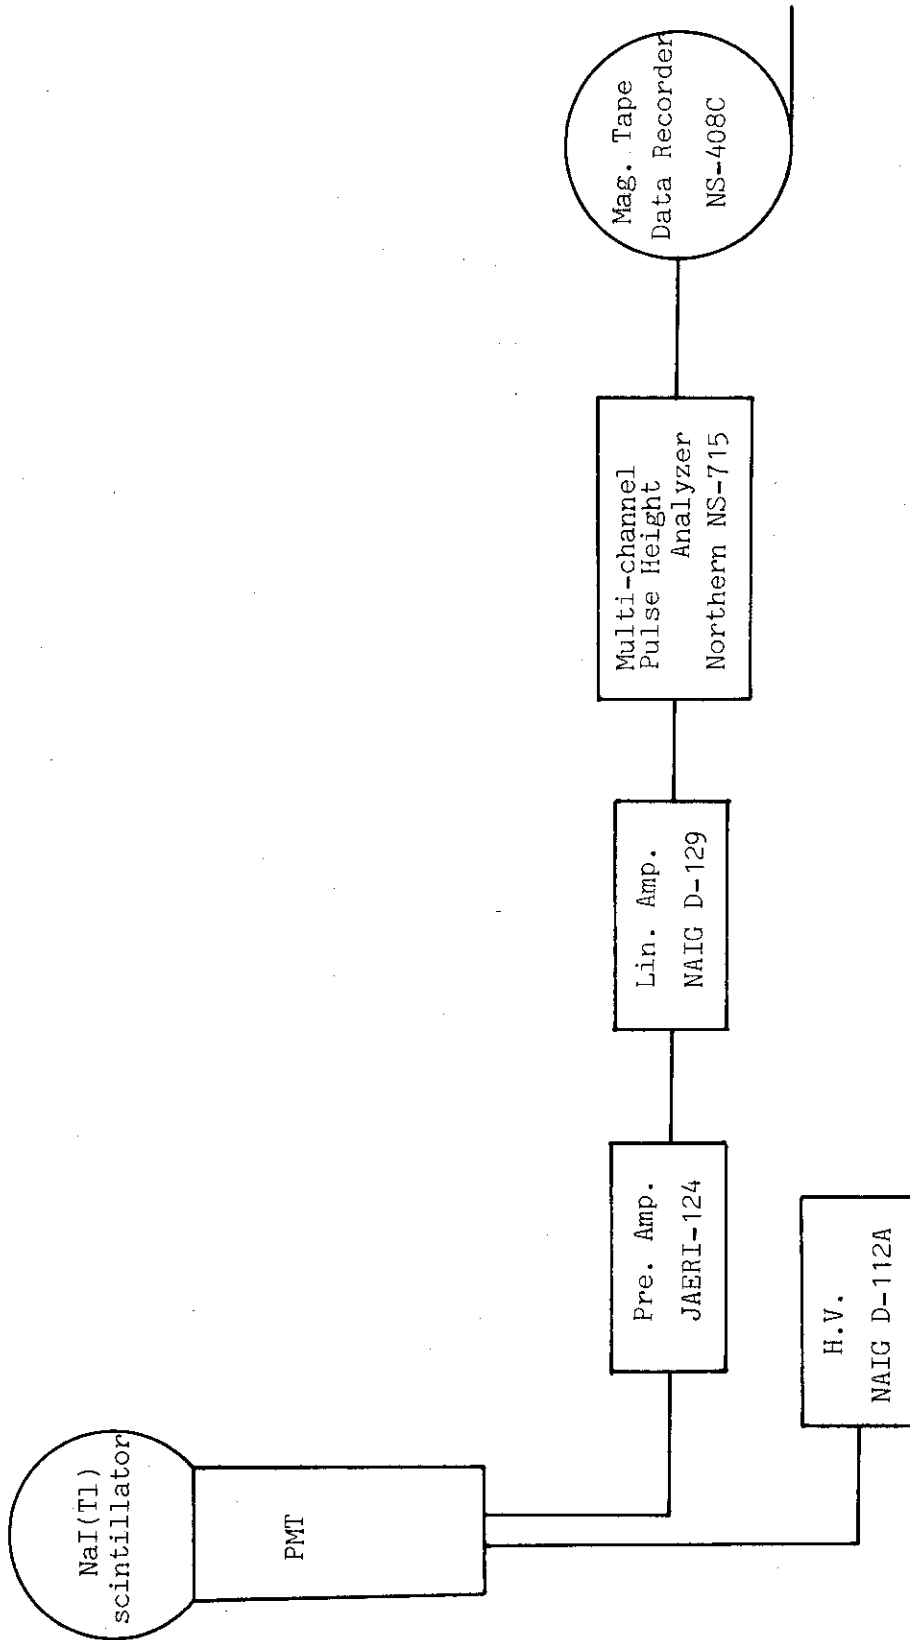 NaI(Tl)
scintillator
PMT
Pre. Amp.
JAERI-124
H.V.
NAIG D-112A
Lin. Amp.
NAIG D-129
Multi-channel
Pulse Height
Analyzer
Northern NS-715
Mag. Tape
Data Recorder
NS-408C